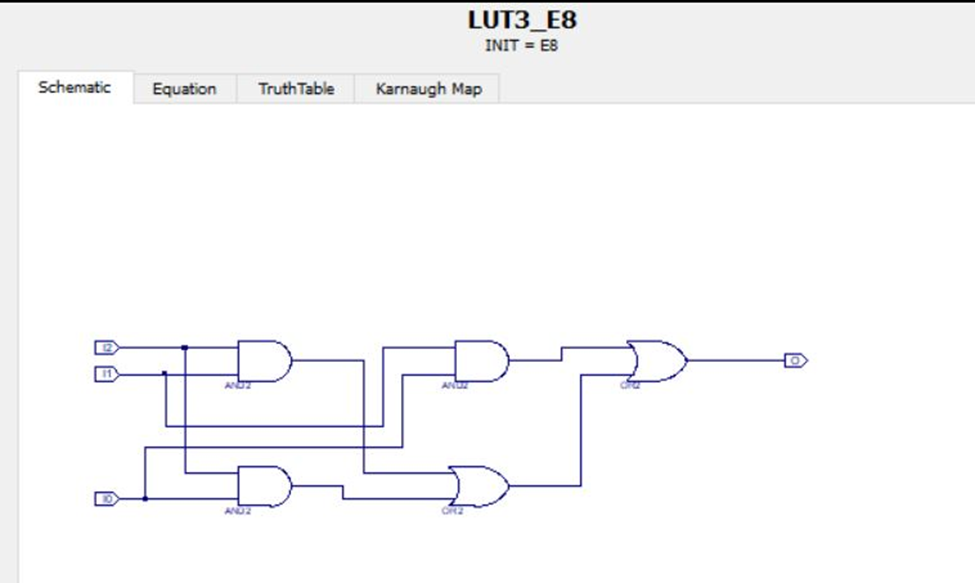 LUT3_E8
INIT = E8
Schematic Equation TruthTable Karnaugh Map
I2
I1
AND2 AND2 OR2
O
I0
AND2 OR2